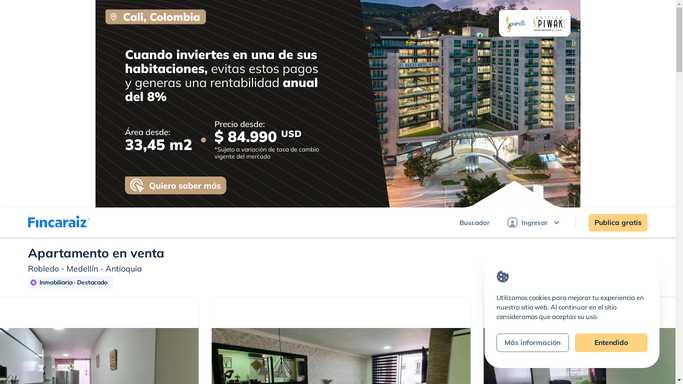 Cali, Colombia
Cuando inviertes en una de sus
habitaciones, evitas estos pagos
y generas una rentabilidad anual
del 8%
Área desde:
33,45 m2
Precio desde:
$ 84.990 USD
*Sujeto a variación de tasa de cambio
vigente del mercado
Quiero saber más
PIWAK
Fincaraiz
Buscador
Ingresar
Publica gratis
Apartamento en venta
Robledo - Medellín - Antioquia
Inmobiliaria - Destacado
Utilizamos cookies para mejorar tu experiencia en
nuestro sitio web. Al continuar en el sitio
consideramos que aceptas su uso.
Más información
Entendido